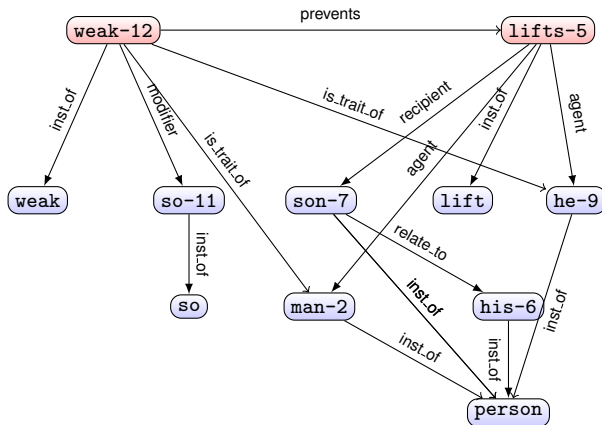 prevents
weak-12 lifts-5
inst_of modifier is_trait_of is_trait_of recipient agent inst_of agent
weak so-11 son-7 lift he-9
inst_of inst_of relate_to inst_of
so man-2 his-6
inst_of inst_of
person